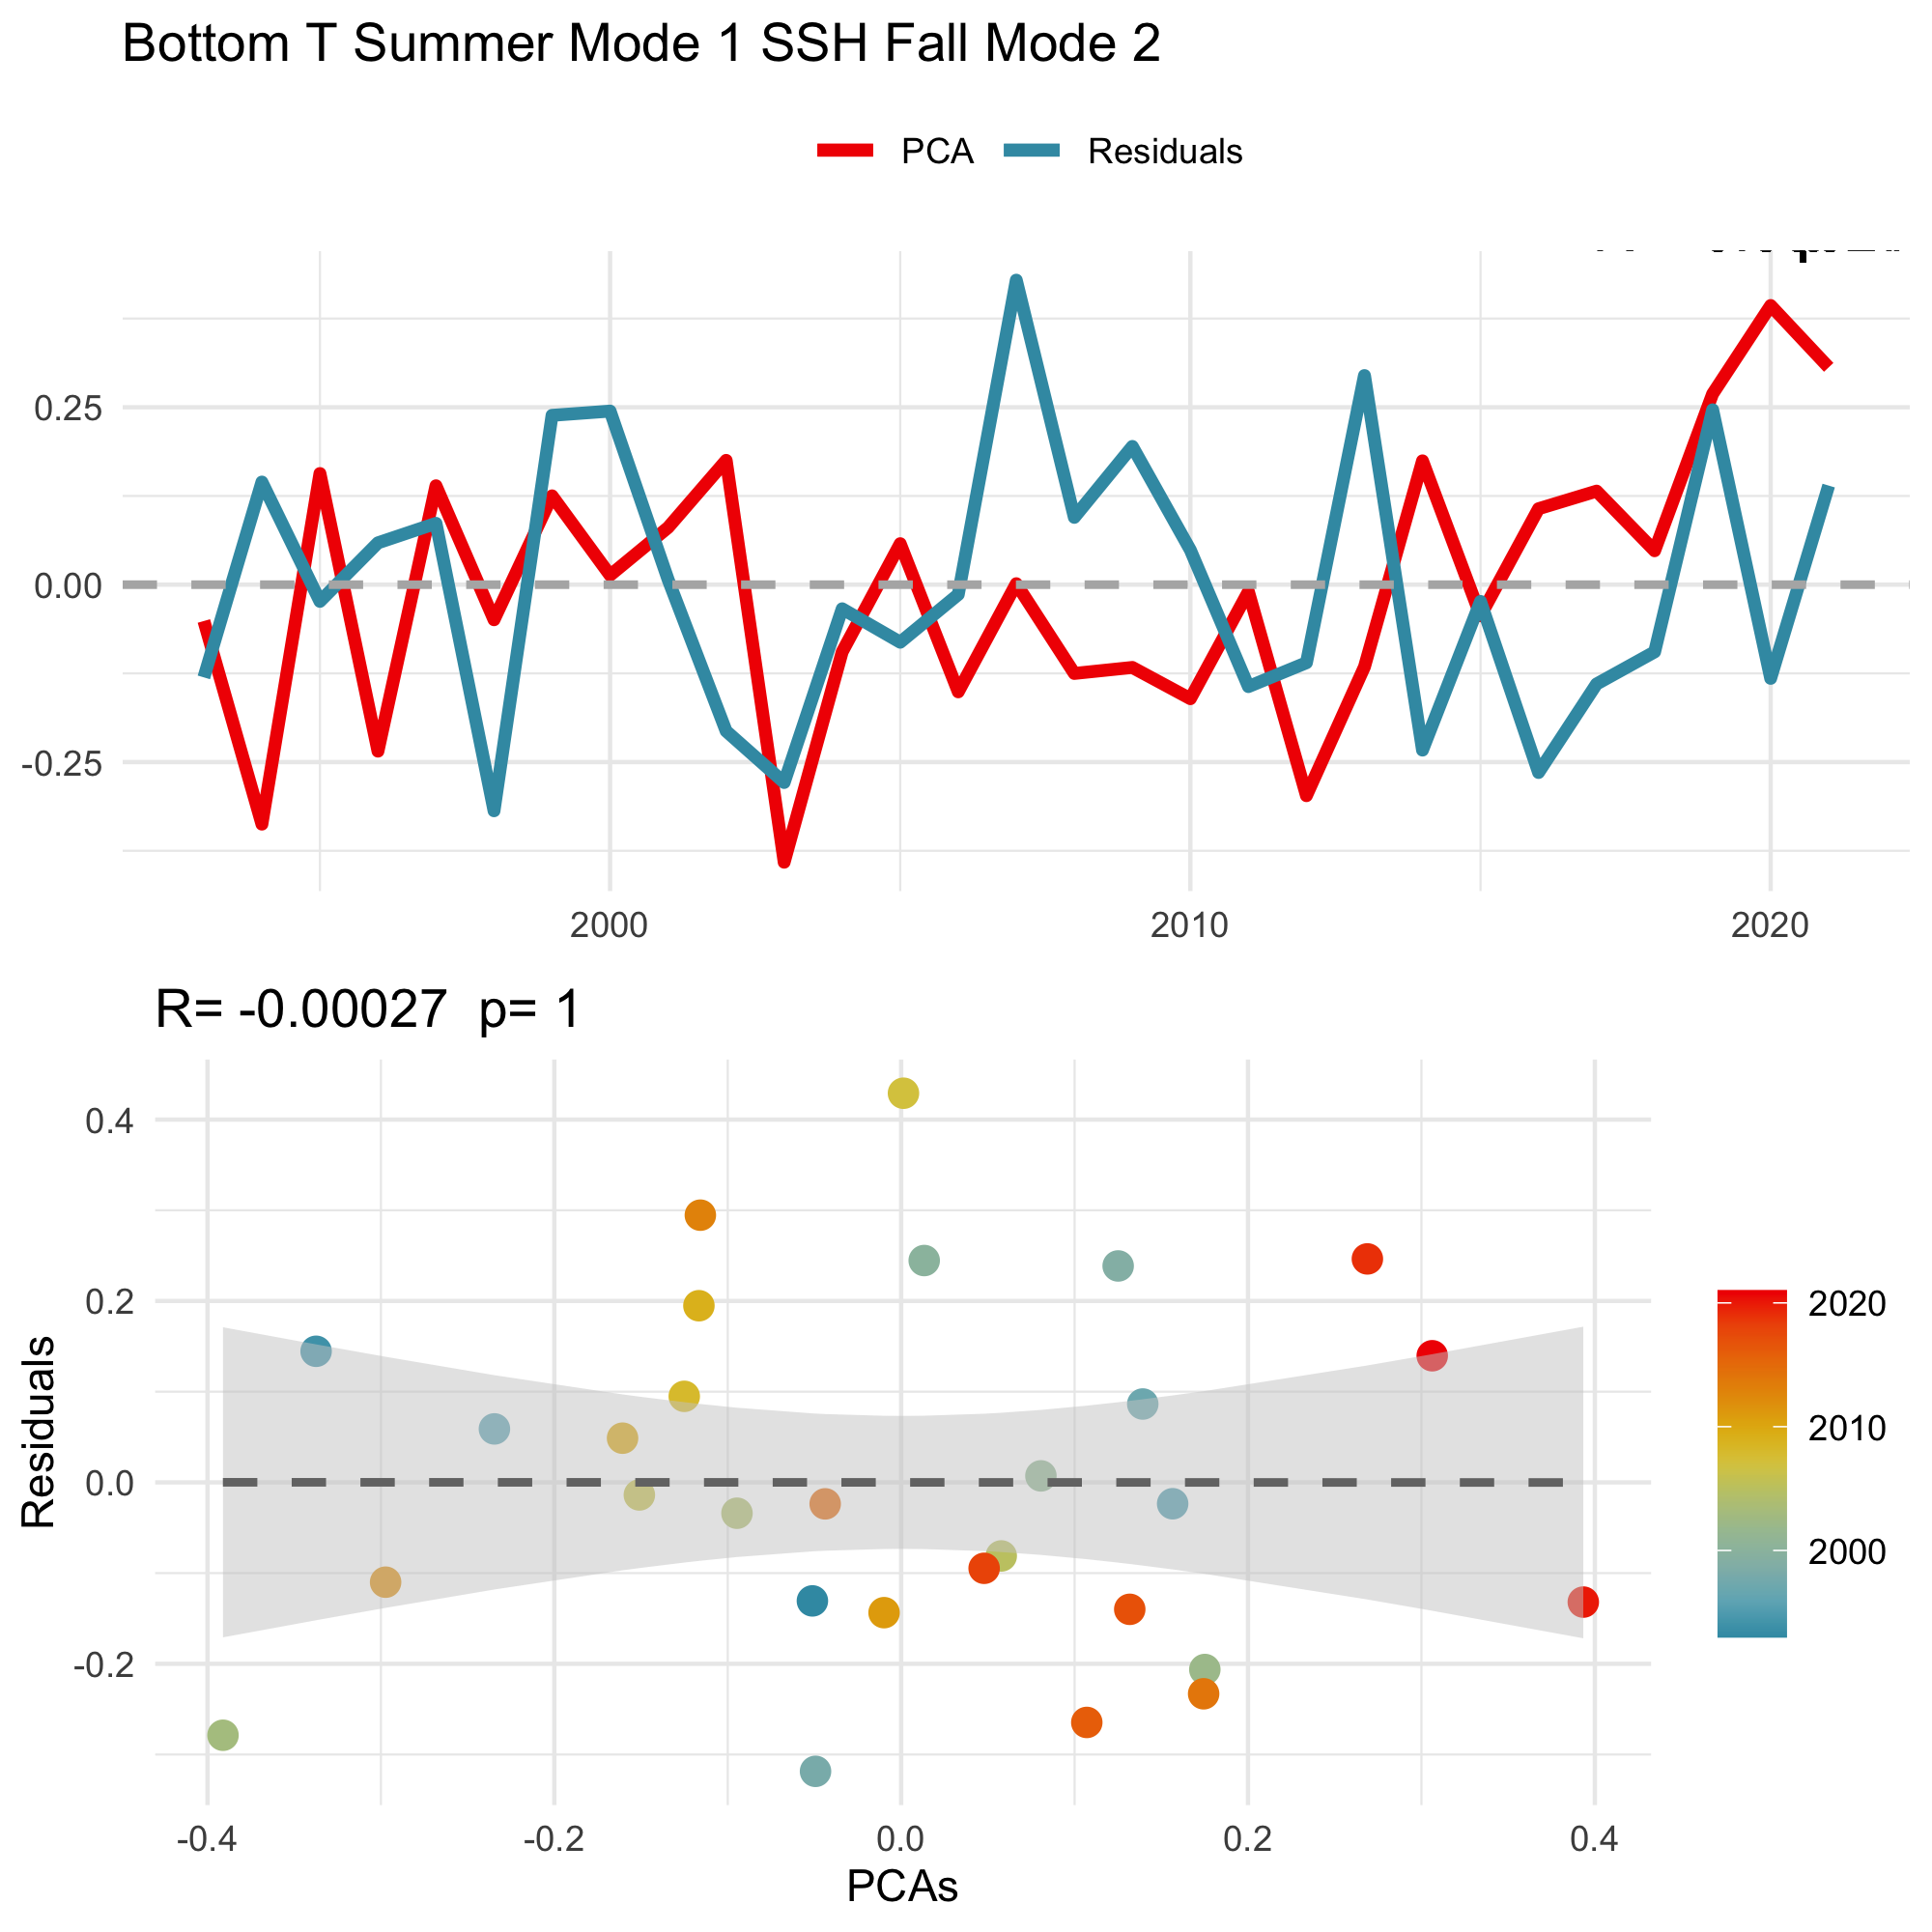 Bottom T Summer Mode 1 SSH Fall Mode 2
PCA Residuals
0.25
0.00
-0.25
2000 2010 2020
R= -0.00027 p= 1
0.4
0.2
0.0
-0.2
Residuals
-0.4 -0.2 0.0 0.2 0.4
PCAs
2020
2010
2000